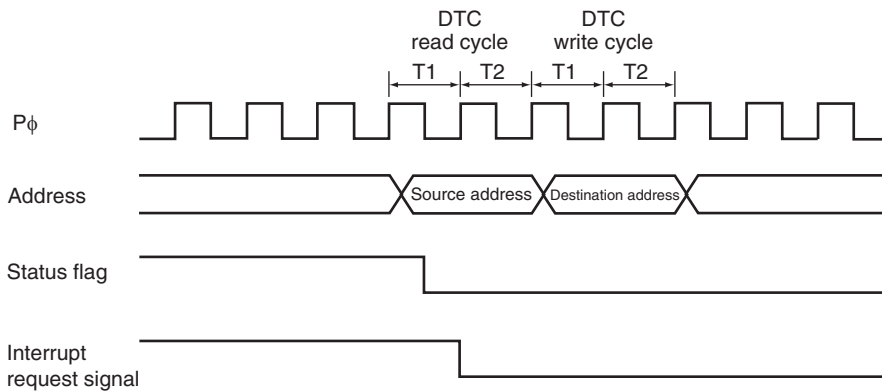 DTC
read cycle
DTC
write cycle
T1
T2
T1
T2
Pϕ
Address
Source address
Destination address
Status flag
Interrupt
request signal